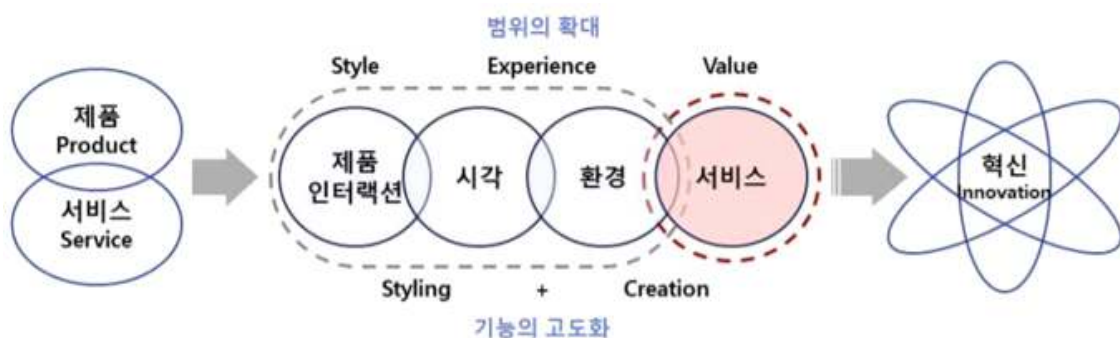 범위의 확대
Style Experience Value
제품
Product
서비스
Service
제품
인터랙션
시각
환경
서비스
혁신
Innovation
Styling + Creation
기능의 고도화